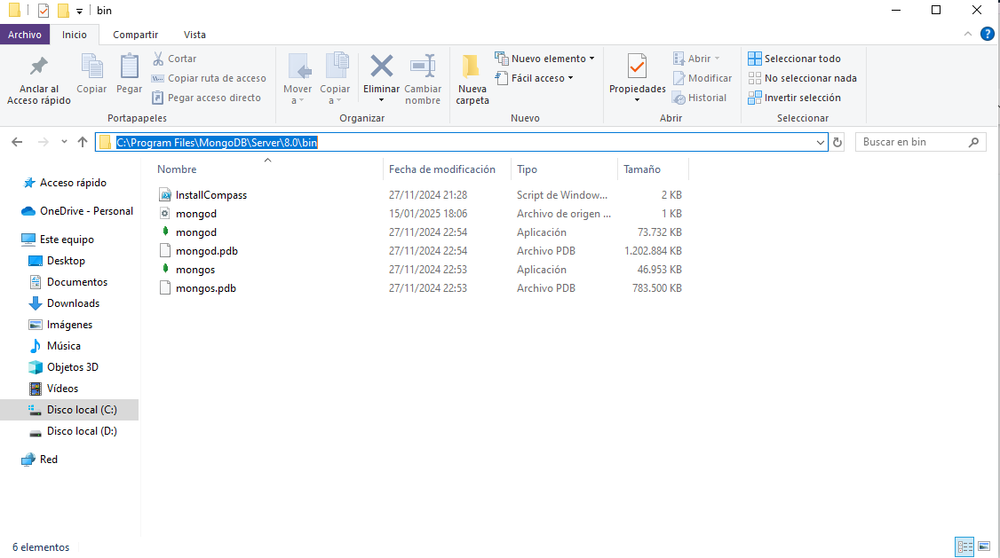 bin
Archivo Inicio Compartir Vista
Anclar al Acceso rápido
Copiar
Pegar
Cortar
Copiar ruta de acceso
Pegar acceso directo
Portapapeles
Mover a
Copiar a
Eliminar
Cambiar nombre
Organizar
Nueva carpeta
Nuevo elemento
Fácil acceso
Nuevo
Propiedades
Abrir
Modificar
Historial
Abrir
Seleccionar todo
No seleccionar nada
Invertir selección
Seleccionar
C:\Program Files\MongoDB\Server\8.0\bin
Buscar en bin
Acceso rápido
OneDrive - Personal
Este equipo
Desktop
Documentos
Downloads
Imágenes
Música
Objetos 3D
Vídeos
Disco local (C:)
Disco local (D:)
Red
Nombre Fecha de modificación Tipo Tamaño
InstallCompass 27/11/2024 21:28 Script de Window... 2 KB
mongod 15/01/2025 18:06 Archivo de origen ... 1 KB
mongod 27/11/2024 22:54 Aplicación 73.732 KB
mongod.pdb 27/11/2024 22:54 Archivo PDB 1.202.884 KB
mongos 27/11/2024 22:53 Aplicación 46.953 KB
mongos.pdb 27/11/2024 22:53 Archivo PDB 783.500 KB
6 elementos